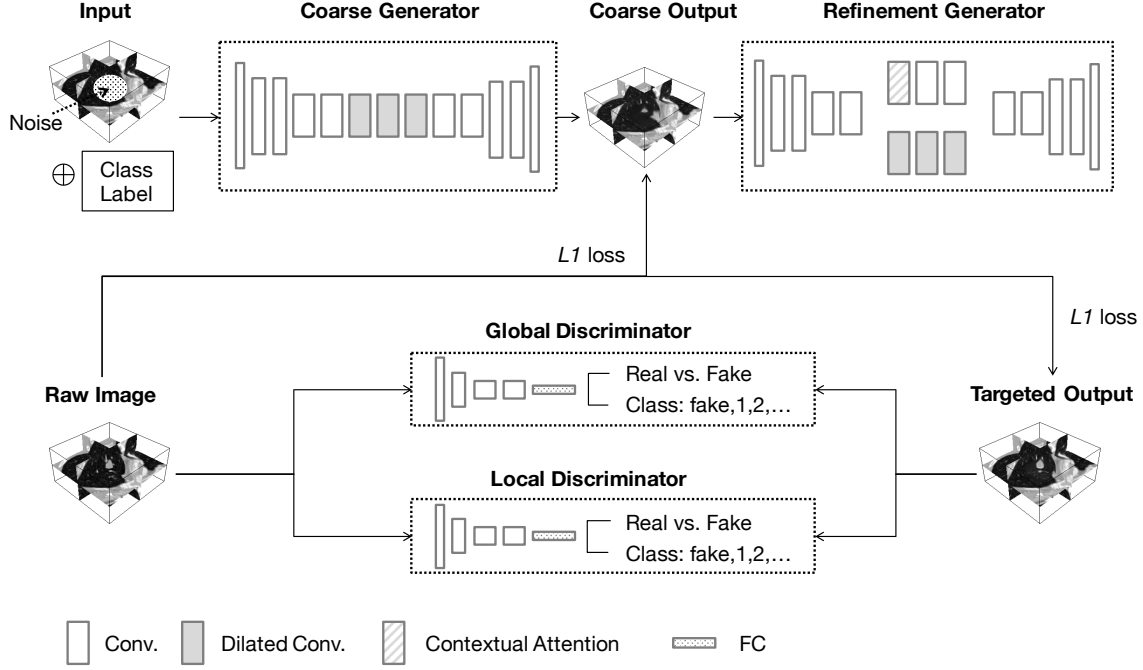 Input
Coarse Generator
Coarse Output
Refinement Generator
Noise
⊕
Class
Label
L1 loss
L1 loss
Global Discriminator
Real vs. Fake
Class: fake,1,2,...
Raw Image
Targeted Output
Local Discriminator
Real vs. Fake
Class: fake,1,2,...
Conv.
Dilated Conv.
Contextual Attention
FC